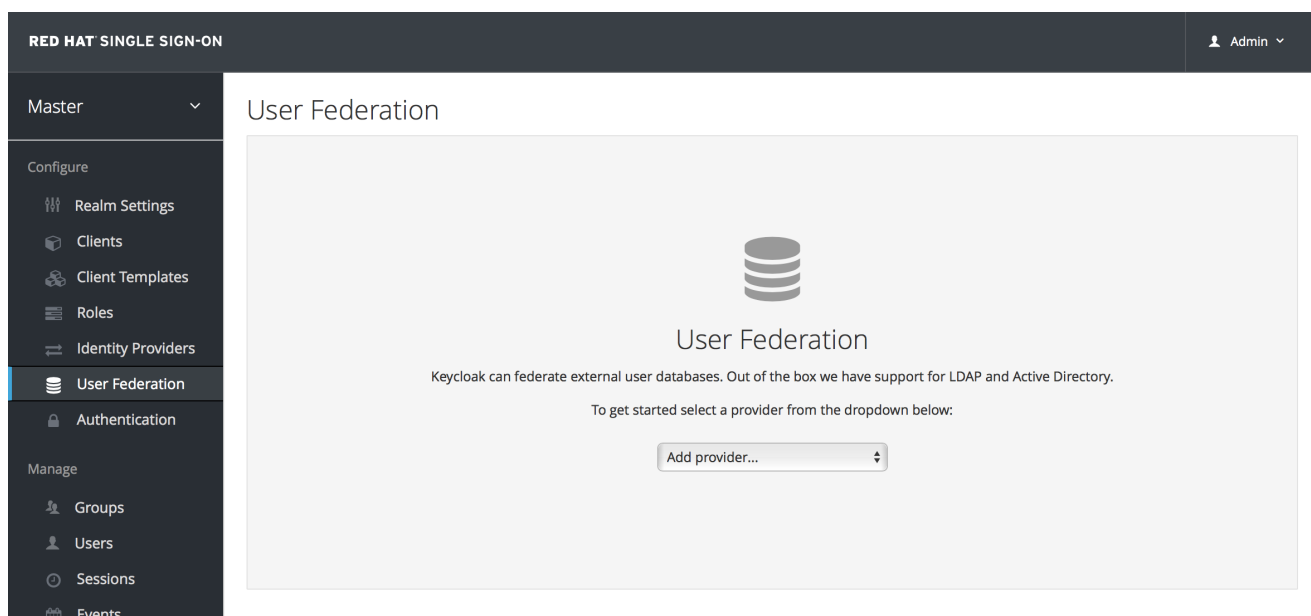 RED HAT SINGLE SIGN-ON
Admin
Master
User Federation
Configure
Realm Settings
Clients
Client Templates
Roles
Identity Providers
User Federation
Authentication
Manage
Groups
Users
Sessions
Events
User Federation
Keycloak can federate external user databases. Out of the box we have support for LDAP and Active Directory.
To get started select a provider from the dropdown below:
Add provider...